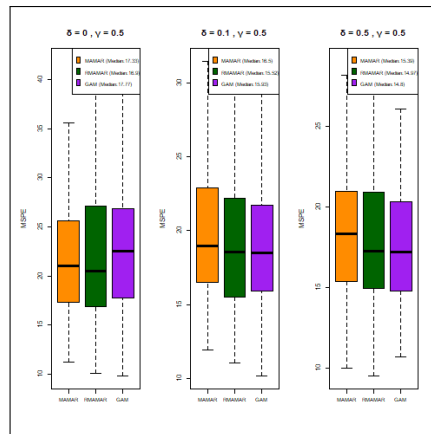 δ = 0 , γ = 0.5
MAMAR (Median:17.33)
RMAMAR (Median:16.9)
GAM (Median:17.77)
MSPE
10
15
20
25
30
35
40
MAMAR
RMAMAR
GAM
δ = 0.1 , γ = 0.5
MAMAR (Median:16.5)
RMAMAR (Median:15.52)
GAM (Median:15.93)
MSPE
10
15
20
25
30
MAMAR
RMAMAR
GAM
δ = 0.5 , γ = 0.5
MAMAR (Median:15.39)
RMAMAR (Median:14.97)
GAM (Median:14.8)
MSPE
10
15
20
25
MAMAR
RMAMAR
GAM